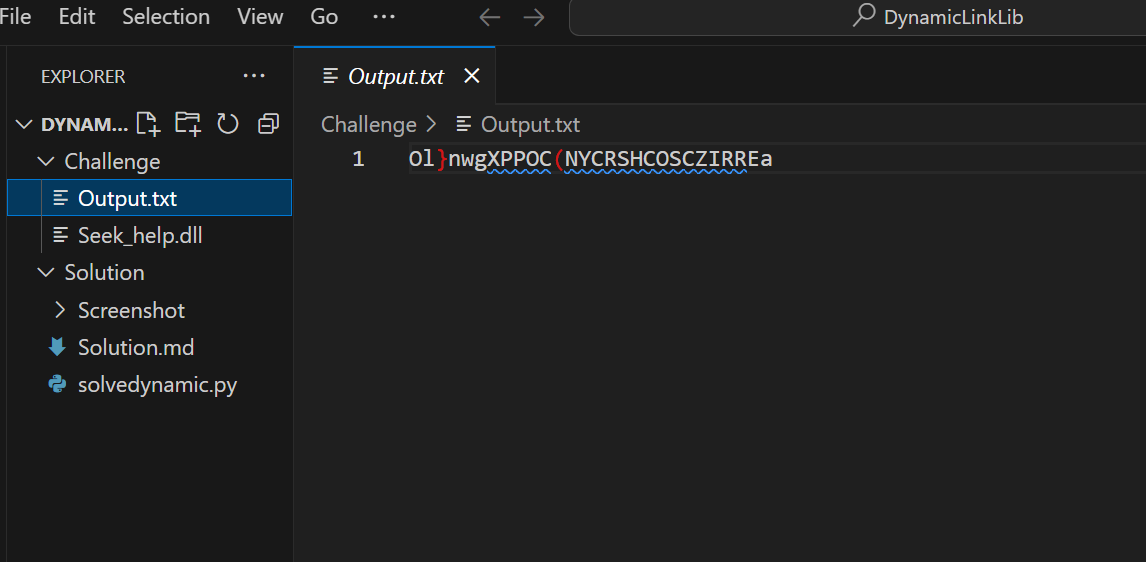 File Edit Selection View Go ··· ← → DynamicLinkLib
EXPLORER ···
DYNAM...
Challenge
Output.txt
Seek_help.dll
Solution
Screenshot
Solution.md
solvedynamic.py
Output.txt ×
Challenge > Output.txt
1 Ol}nwgXPPOC(NYCRSHCOSCZIRREa